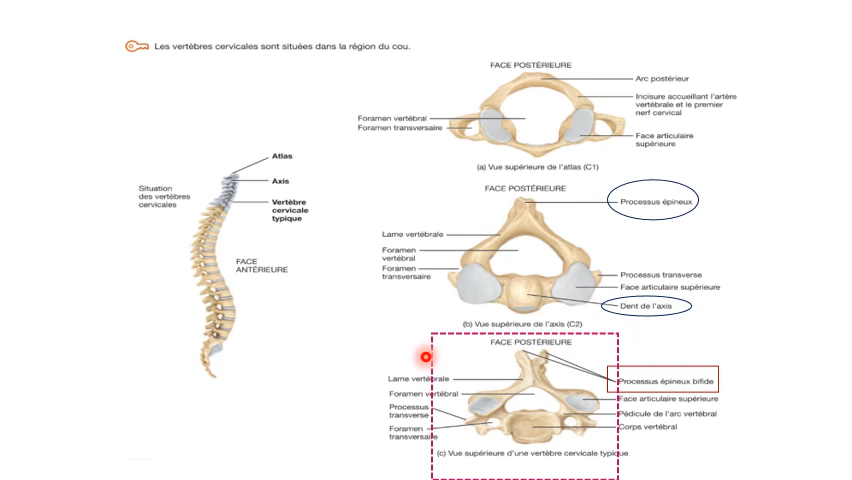 Les vertèbres cervicales sont situées dans la région du cou.
FACE POSTÉRIEURE
Arc postérieur
Incisure accueillant l'artère
vertébrale et le premier
nerf cervical
Foramen vertébral
Foramen transversaire
Face articulaire
supérieure
(a) Vue supérieure de l'atlas (C1)
Atlas
Axis
Situation
des vertèbres
cervicales
Vertèbre
cervicale
typique
FACE
ANTÉRIEURE
FACE POSTÉRIEURE
Processus épineux
Lame vertébrale
Foramen
vertébral
Foramen
transversaire
Processus transverse
Face articulaire supérieure
Dent de l'axis
(b) Vue supérieure de l'axis (C2)
FACE POSTÉRIEURE
Lame vertébrale
Processus épineux bifide
Foramen vertébral
Face articulaire supérieure
Processus
transverse
Pédicule de l'arc vertébral
Foramen
transversaire
Corps vertébral
(c) Vue supérieure d'une vertèbre cervicale typique